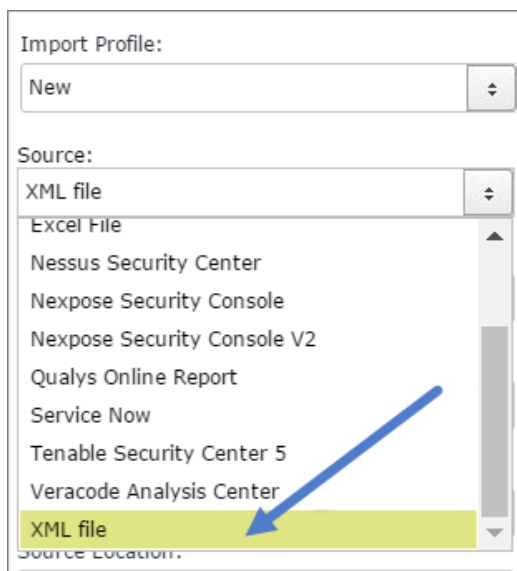 Import Profile:
New
Source:
XML file
Excel File
Nessus Security Center
Nexpose Security Console
Nexpose Security Console V2
Qualys Online Report
Service Now
Tenable Security Center 5
Veracode Analysis Center
XML file
Source Location: